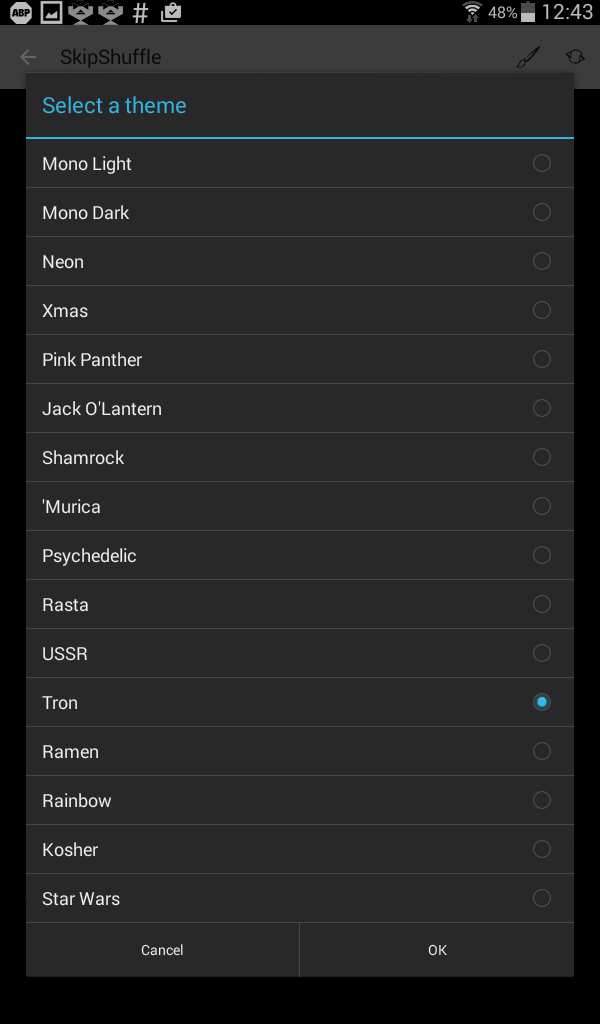 ABP # 48% 12:43
SkipShuffle
Select a theme
Mono Light
Mono Dark
Neon
Xmas
Pink Panther
Jack O'Lantern
Shamrock
'Murica
Psychedelic
Rasta
USSR
Tron
Ramen
Rainbow
Kosher
Star Wars
Cancel OK